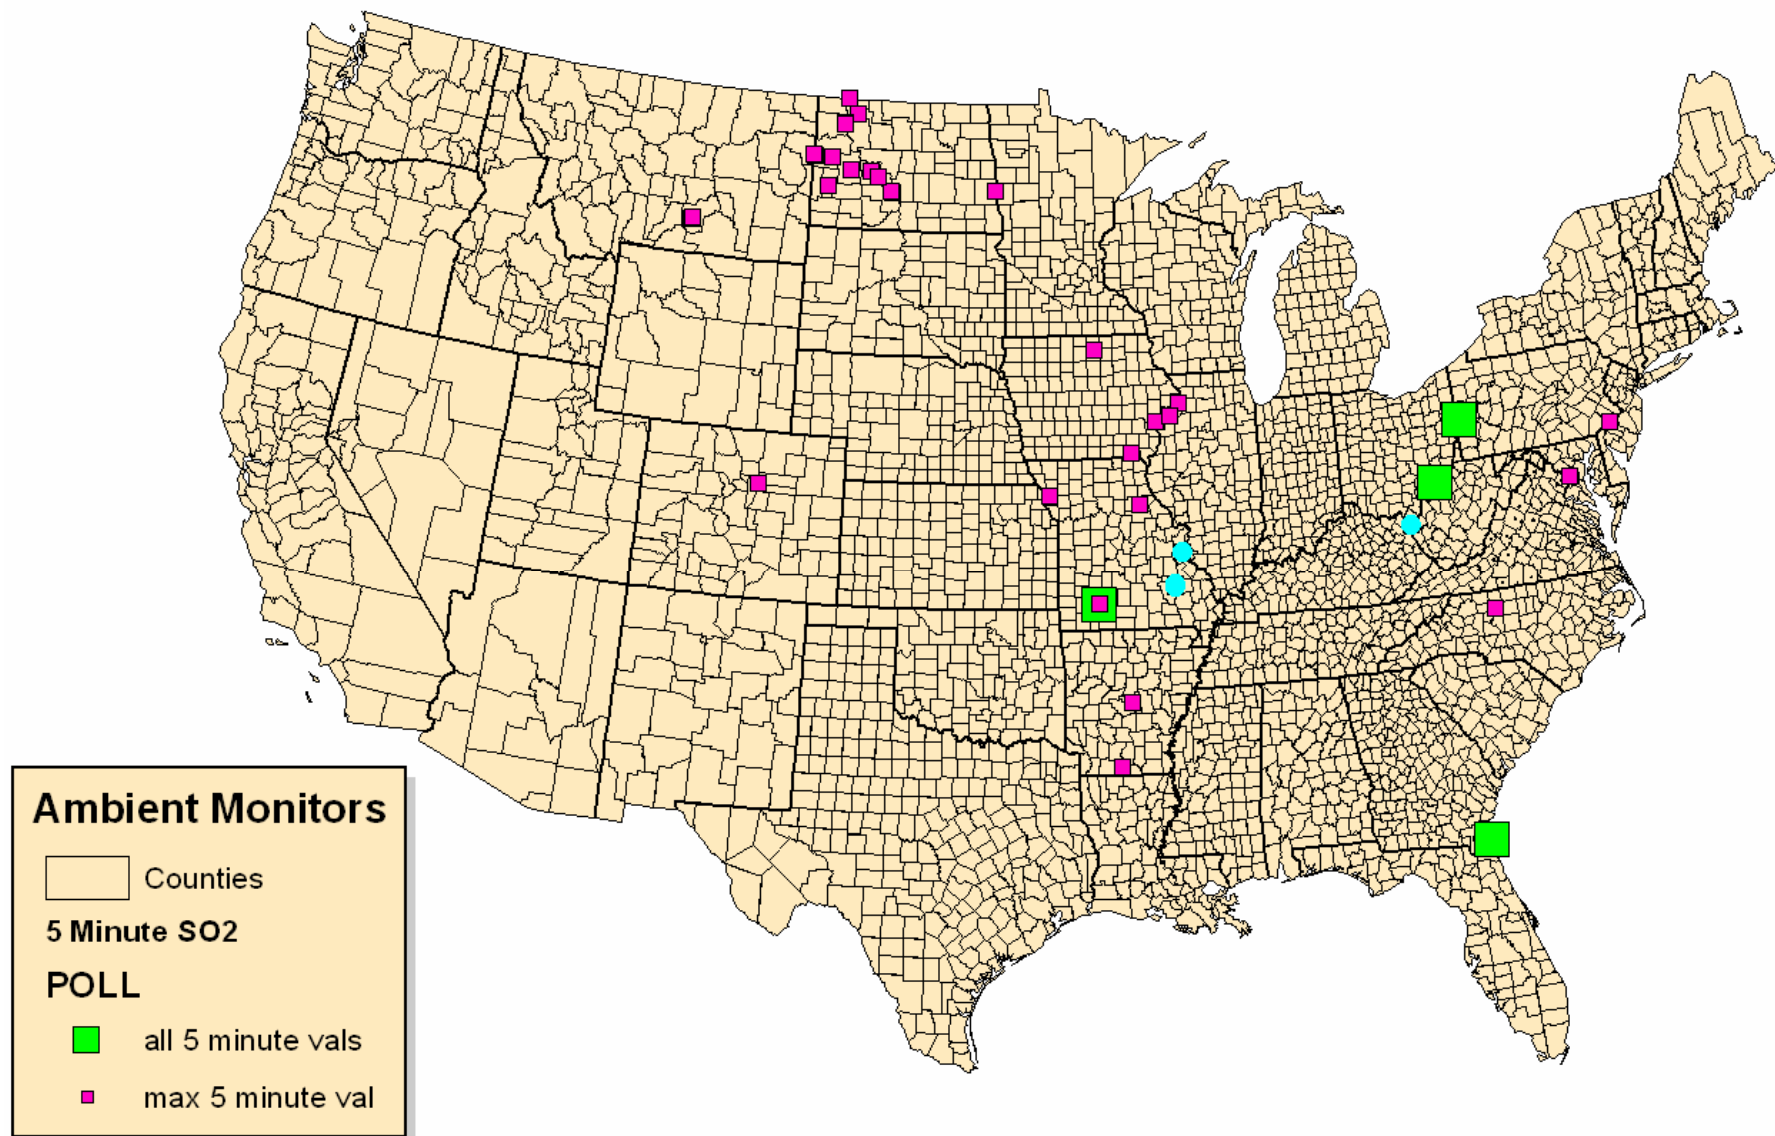 Ambient Monitors
Counties
5 Minute SO2
POLL
all 5 minute vals
max 5 minute val